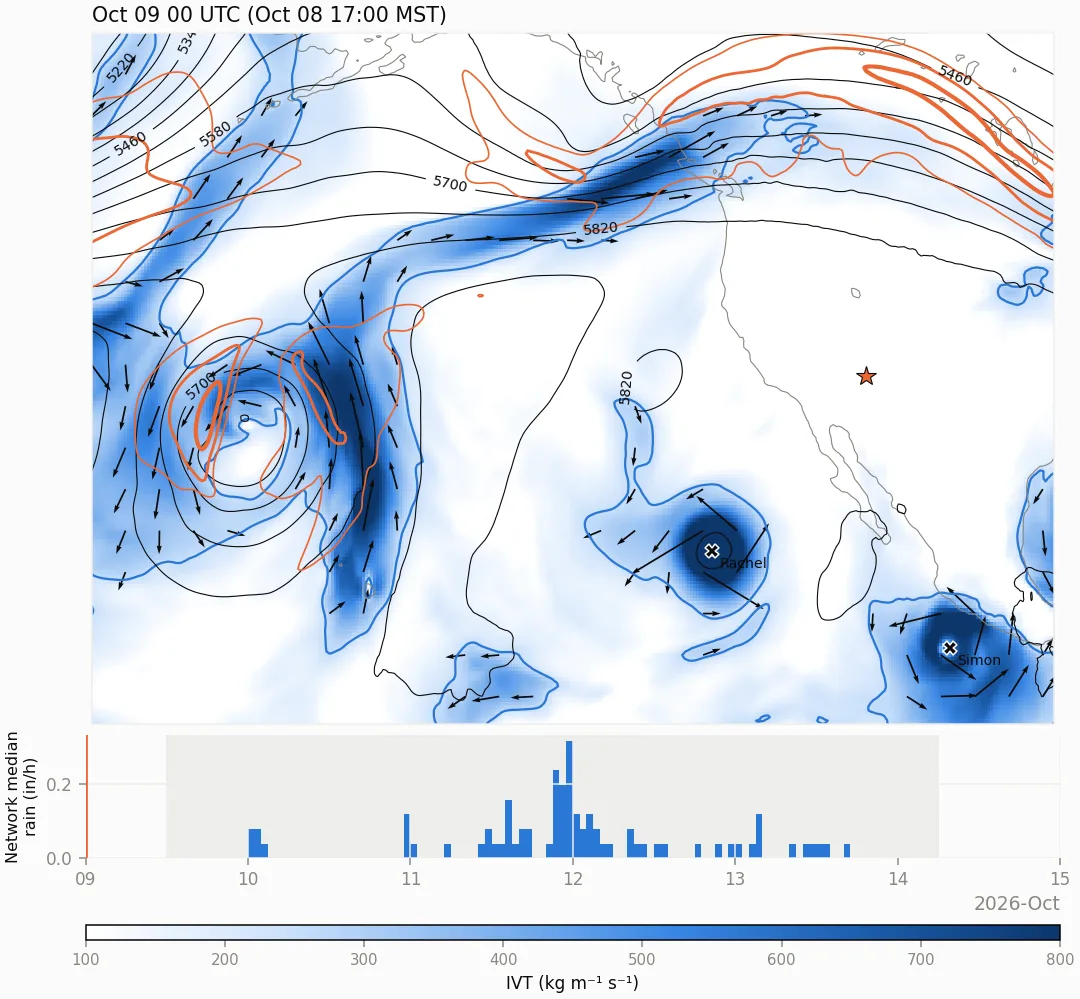 Oct 09 00 UTC (Oct 08 17:00 MST)
5220
534
5460
5580
5460
5700
5820
5700
5820
Rachel
Simon
Network median
rain (in/h)
0.2
0.0
09 10 11 12 13 14 15
2026-Oct
100 200 300 400 500 600 700 800
IVT (kg m⁻¹ s⁻¹)